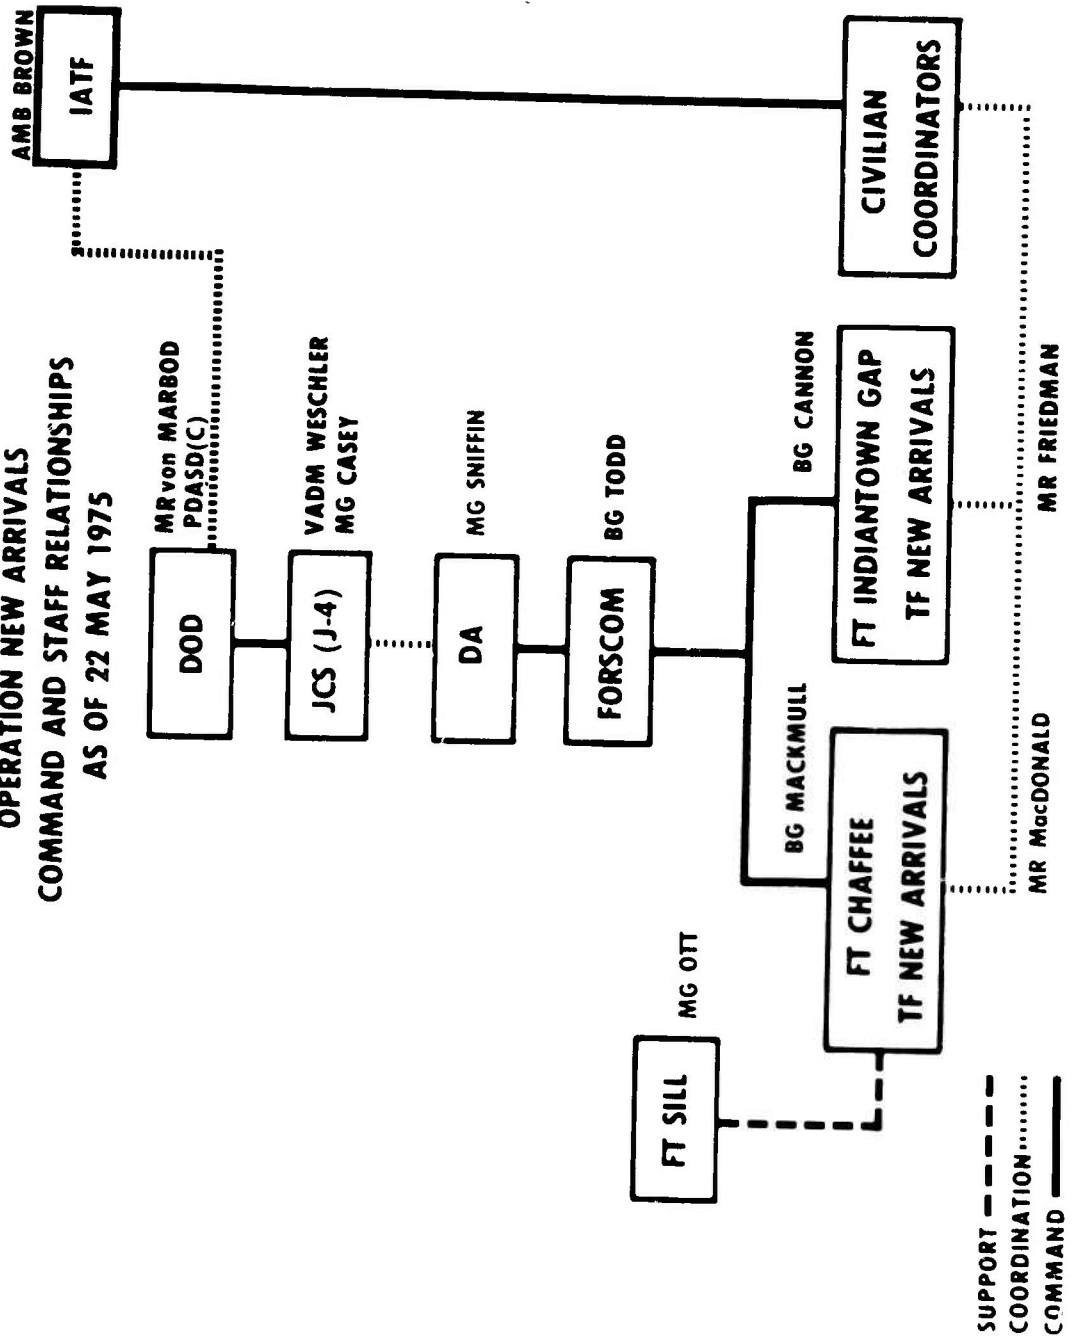 OPERATION NEW ARRIVALS
COMMAND AND STAFF RELATIONSHIPS
AS OF 22 MAY 1975
AMB BROWN
IATF
MR von MARBOD
PDASD(C)
DOD
VADM WESCHLER
MG CASEY
JCS (J-4)
MG SNIFFIN
DA
BG TODD
FORSCOM
MG OTT
FT SILL
BG MACKMULL
FT CHAFFEE
TF NEW ARRIVALS
BG CANNON
FT INDIANTOWN GAP
TF NEW ARRIVALS
CIVILIAN
COORDINATORS
MR MacDONALD
MR FRIEDMAN
SUPPORT
COORDINATION
COMMAND